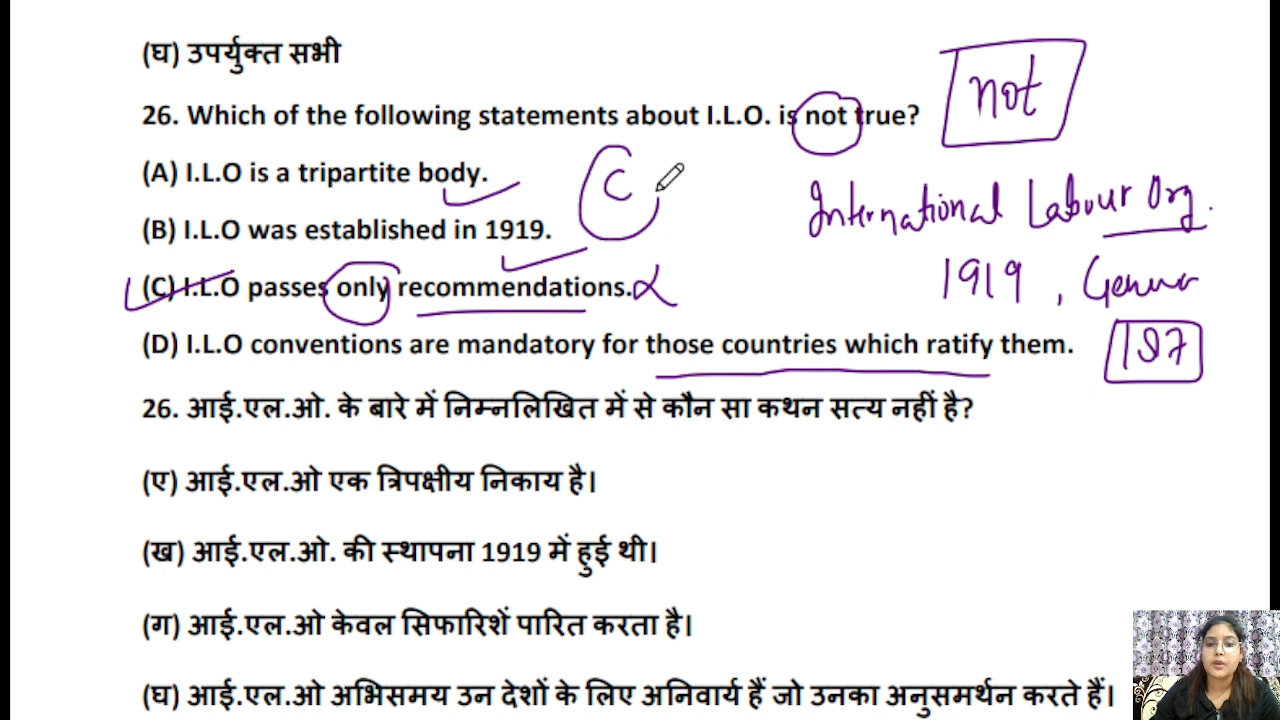 (घ) उपर्युक्त सभी
not
26. Which of the following statements about I.L.O. is not true?
(A) I.L.O is a tripartite body.
C
International Labour Org.
(B) I.L.O was established in 1919.
1919, Geneva
(C) I.L.O passes only recommendations.
(D) I.L.O conventions are mandatory for those countries which ratify them.
187
26. आई.एल.ओ. के बारे में निम्नलिखित में से कौन सा कथन सत्य नहीं है?
(ए) आई.एल.ओ एक त्रिपक्षीय निकाय है।
(ख) आई.एल.ओ. की स्थापना 1919 में हुई थी।
(ग) आई.एल.ओ केवल सिफारिशें पारित करता है।
(घ) आई.एल.ओ अभिसमय उन देशों के लिए अनिवार्य हैं जो उनका अनुसमर्थन करते हैं।